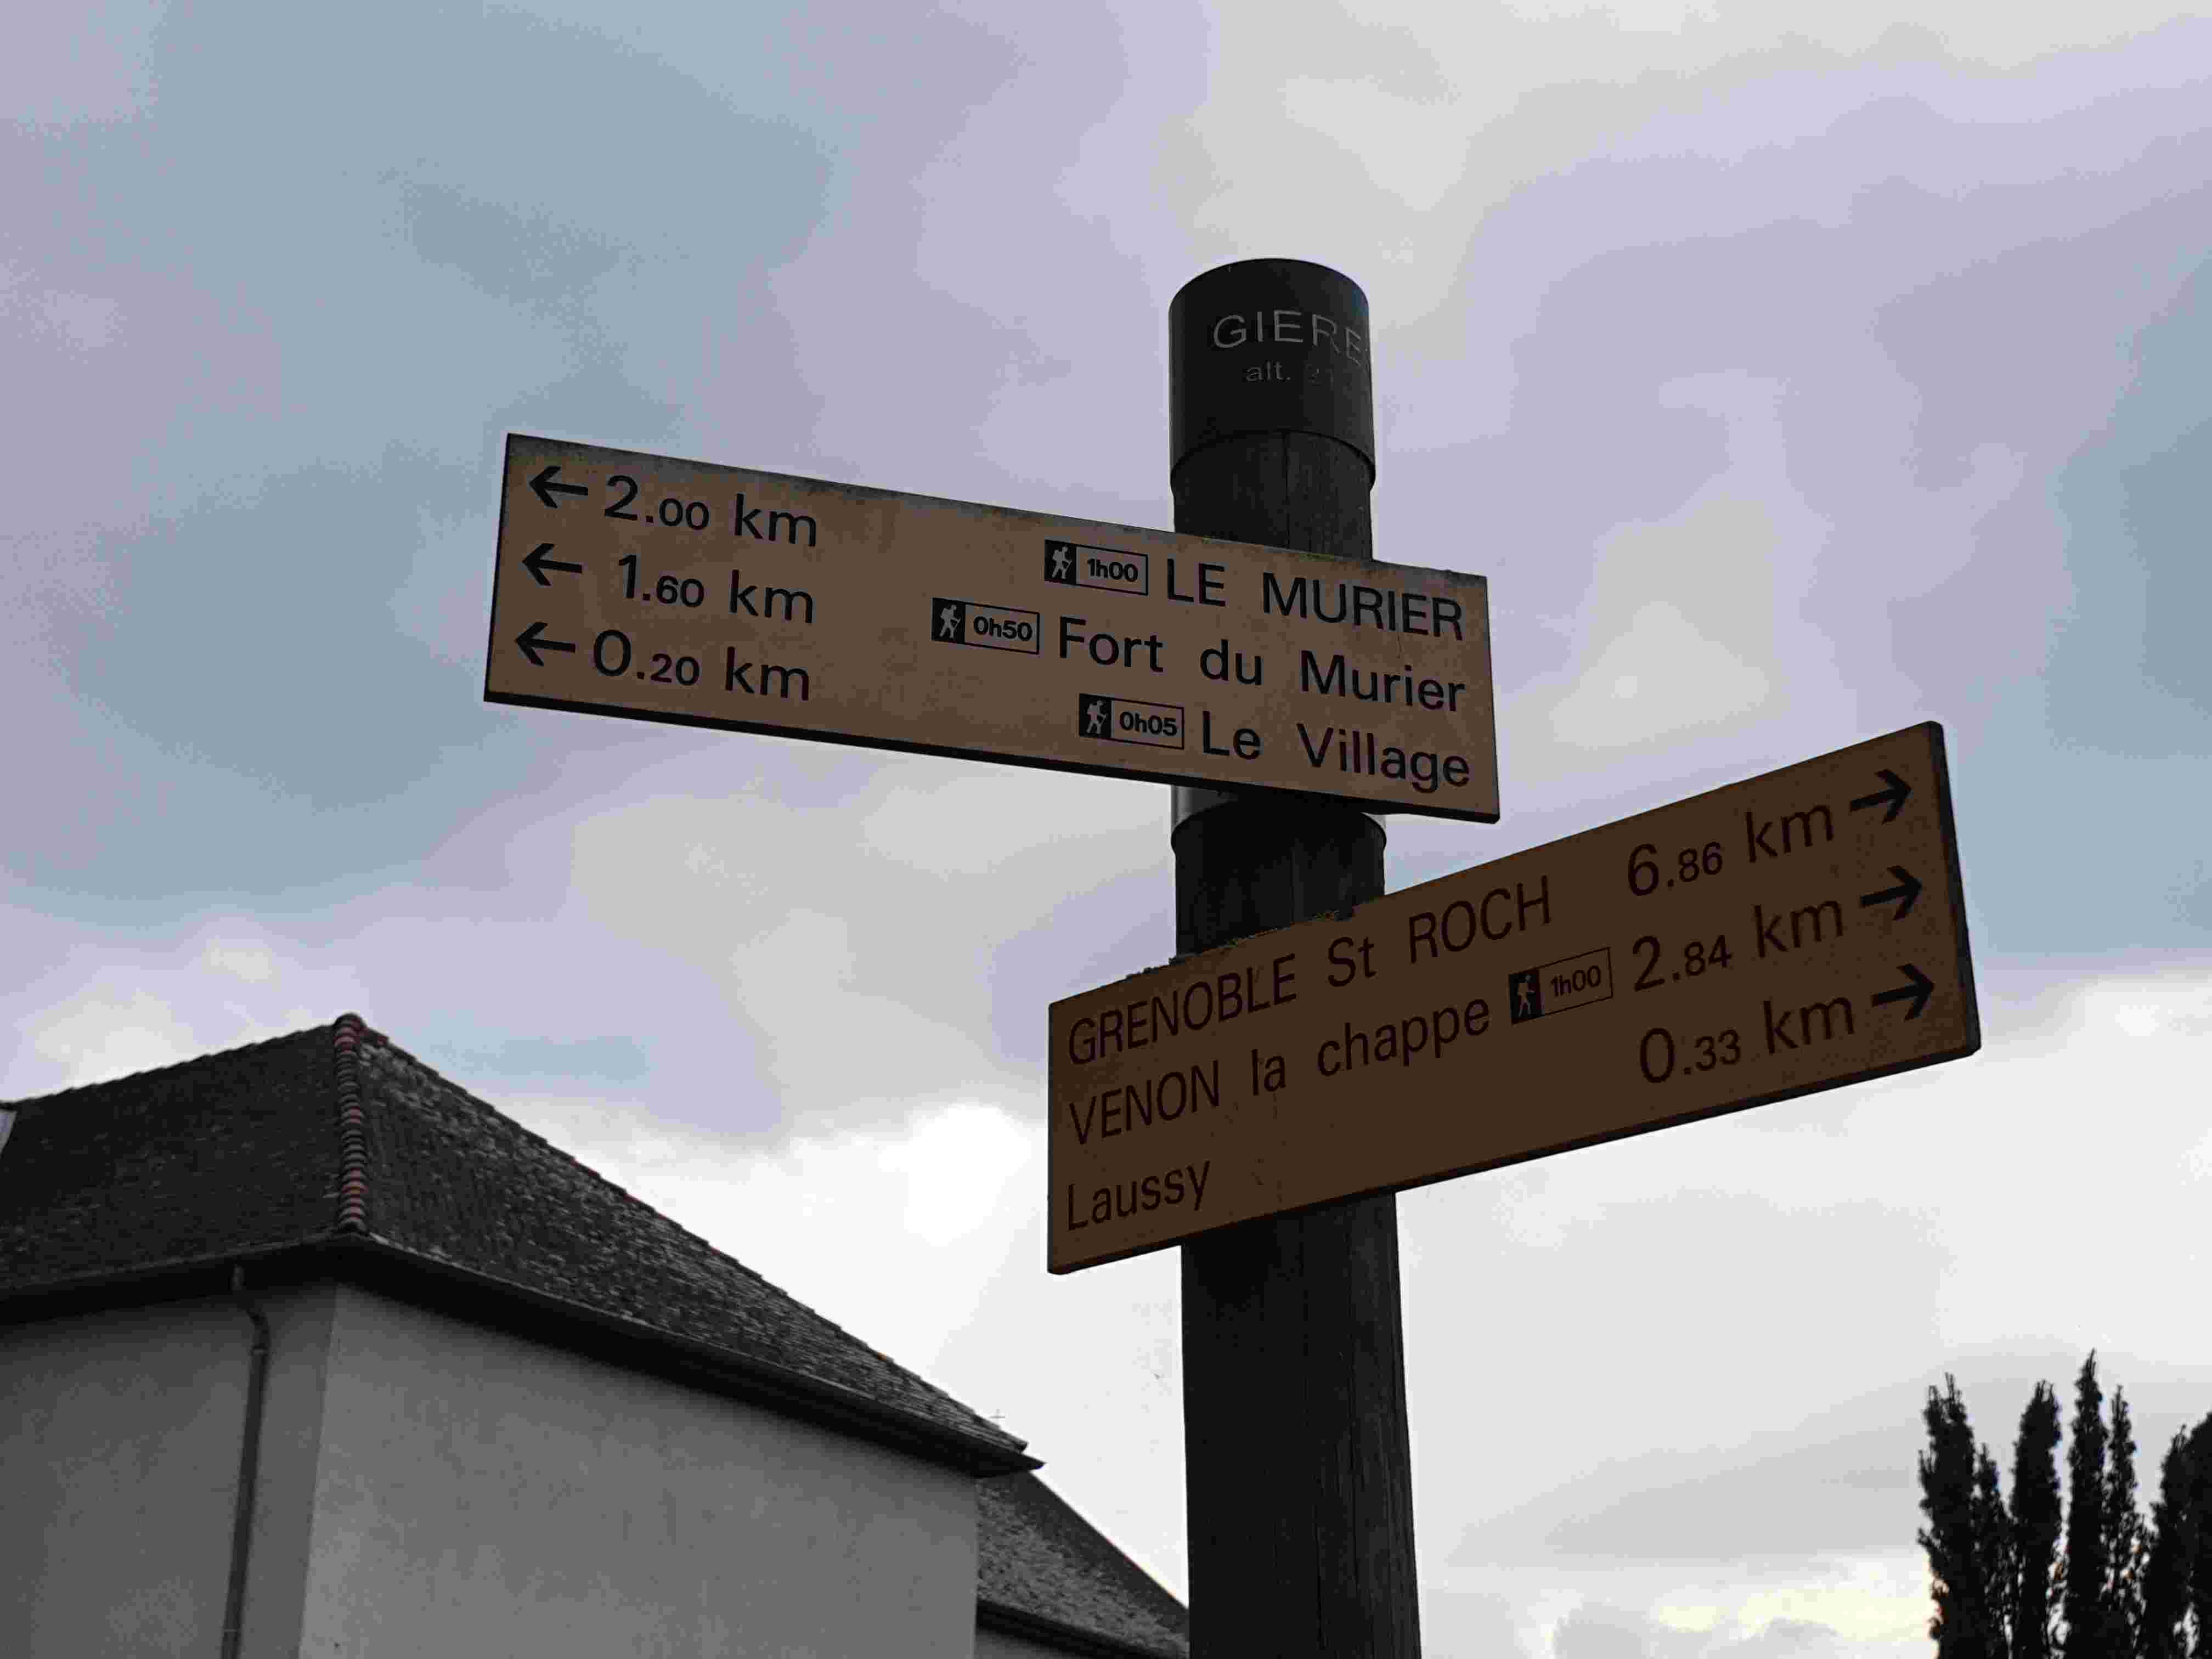 GIERE
alt.
← 2.00 km 1h00 LE MURIER
← 1.60 km 0h50 Fort du Murier
← 0.20 km 0h05 Le Village
GRENOBLE St ROCH 6.86 km →
VENON la chappe 1h00 2.84 km →
Laussy 0.33 km →